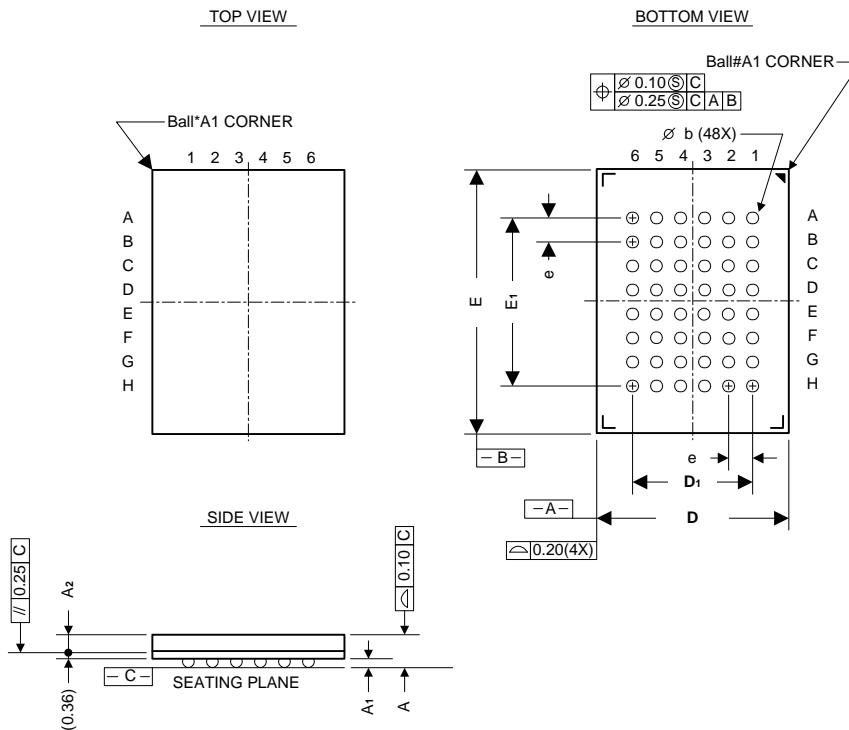 TOP VIEW
Ball*A1 CORNER
1 2 3 4 5 6
A
B
C
D
E
F
G
H
BOTTOM VIEW
Ball#A1 CORNER
⌖ ⌀ 0.10Ⓢ C
⌀ 0.25Ⓢ C A B
⌀ b (48X)
6 5 4 3 2 1
A
B
C
D
E
F
G
H
E
E1
e
– B –
e
D1
– A –
D
⌓ 0.20(4X)
SIDE VIEW
// 0.25 C
A2
(0.36)
⌓ 0.10 C
– C –
SEATING PLANE
A1
A